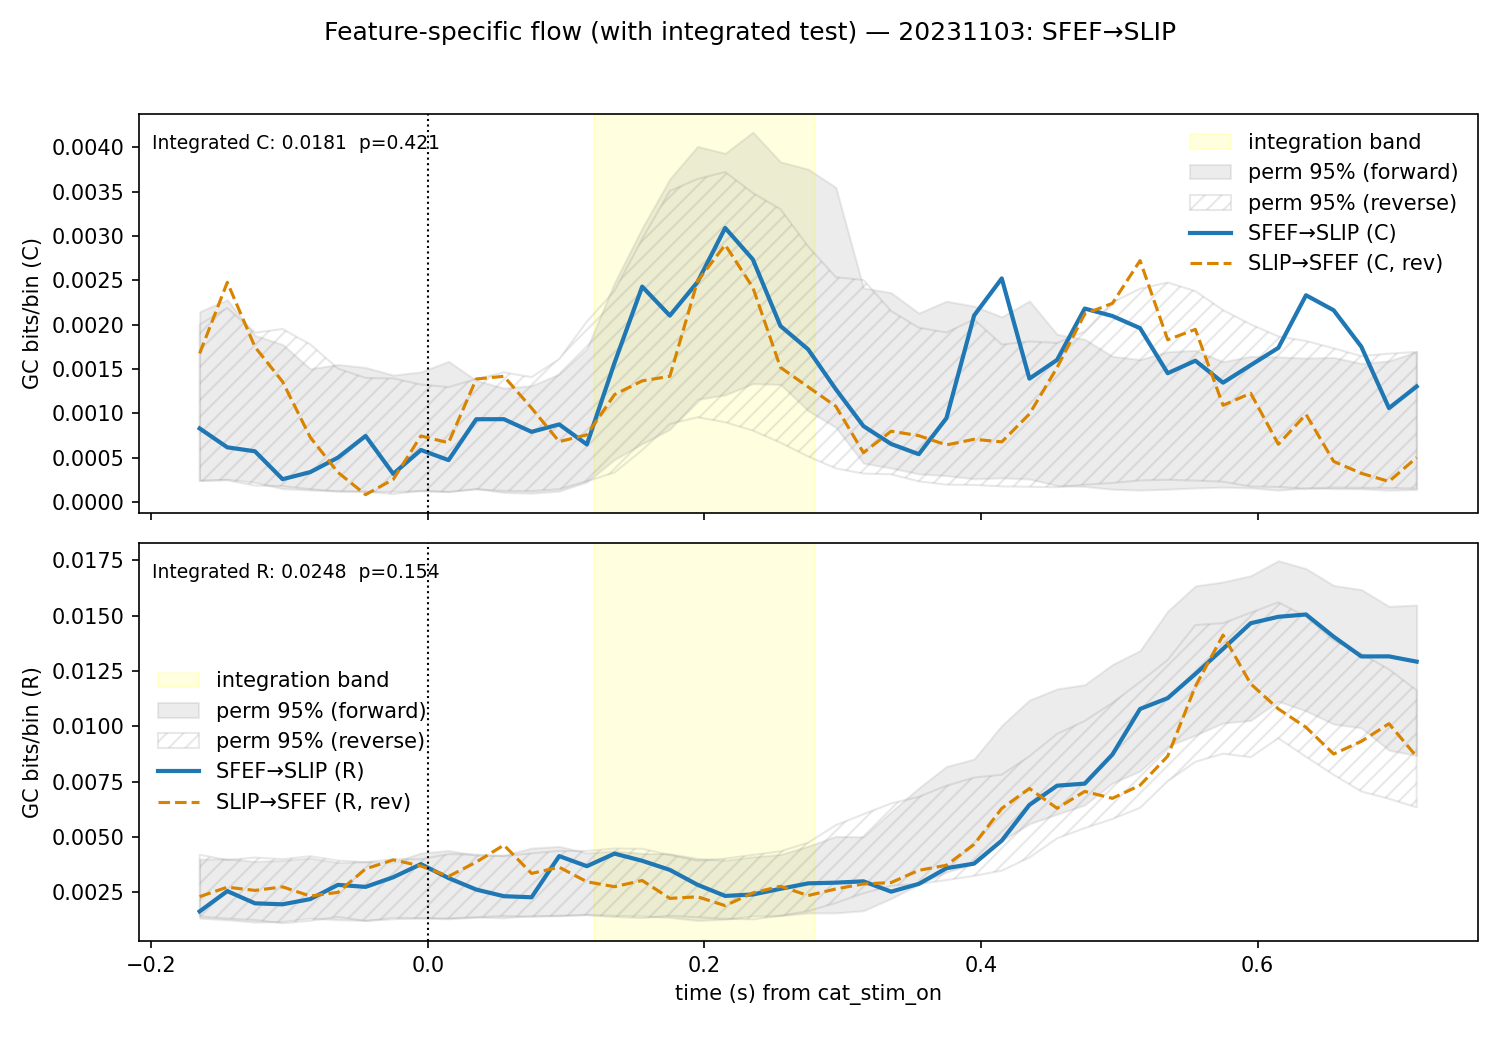 Feature-specific flow (with integrated test) — 20231103: SFEF→SLIP
Integrated C: 0.0181  p=0.421
integration band
perm 95% (forward)
perm 95% (reverse)
SFEF→SLIP (C)
SLIP→SFEF (C, rev)
GC bits/bin (C)
0.0040
0.0035
0.0030
0.0025
0.0020
0.0015
0.0010
0.0005
0.0000
Integrated R: 0.0248  p=0.154
integration band
perm 95% (forward)
perm 95% (reverse)
SFEF→SLIP (R)
SLIP→SFEF (R, rev)
GC bits/bin (R)
0.0175
0.0150
0.0125
0.0100
0.0075
0.0050
0.0025
−0.2 0.0 0.2 0.4 0.6
time (s) from cat_stim_on